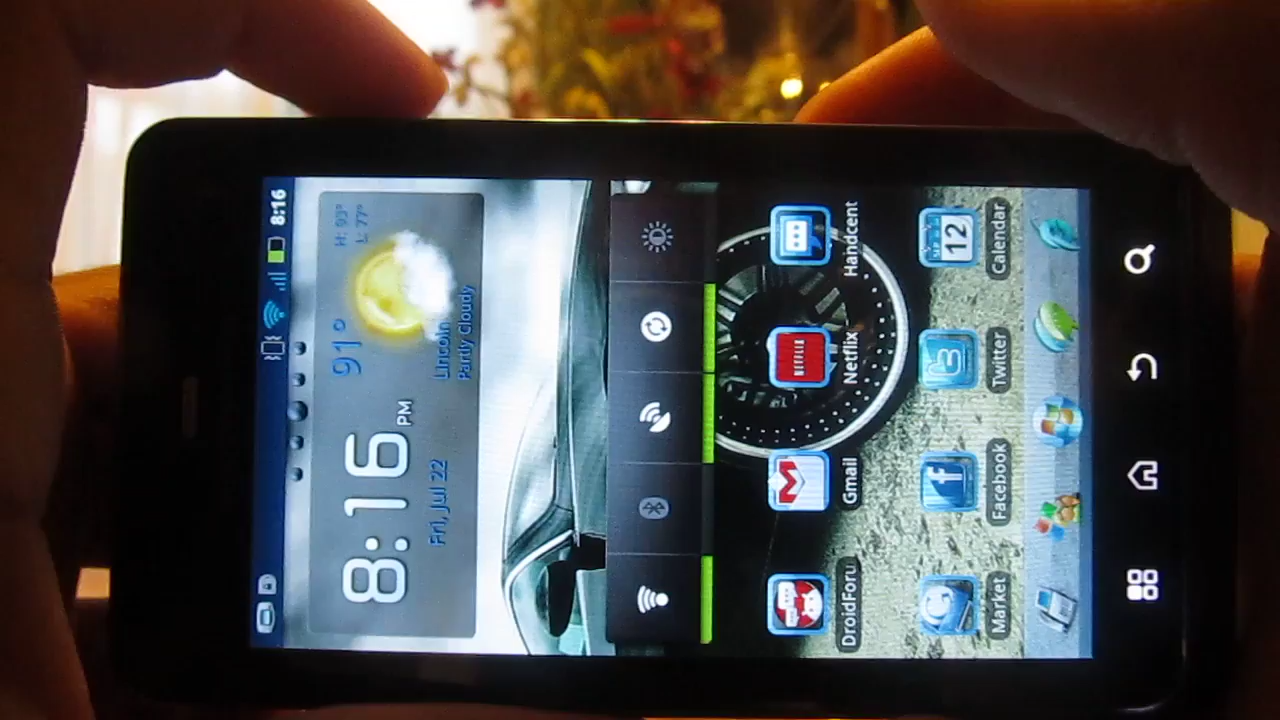 8:16
8:16 PM
91°
H: 93°
L: 77°
Fri, Jul 22
Lincoln
Partly Cloudy
DroidForu
Gmail
NETFLIX
Netflix
Handcent
Market
Facebook
Twitter
12
Calendar